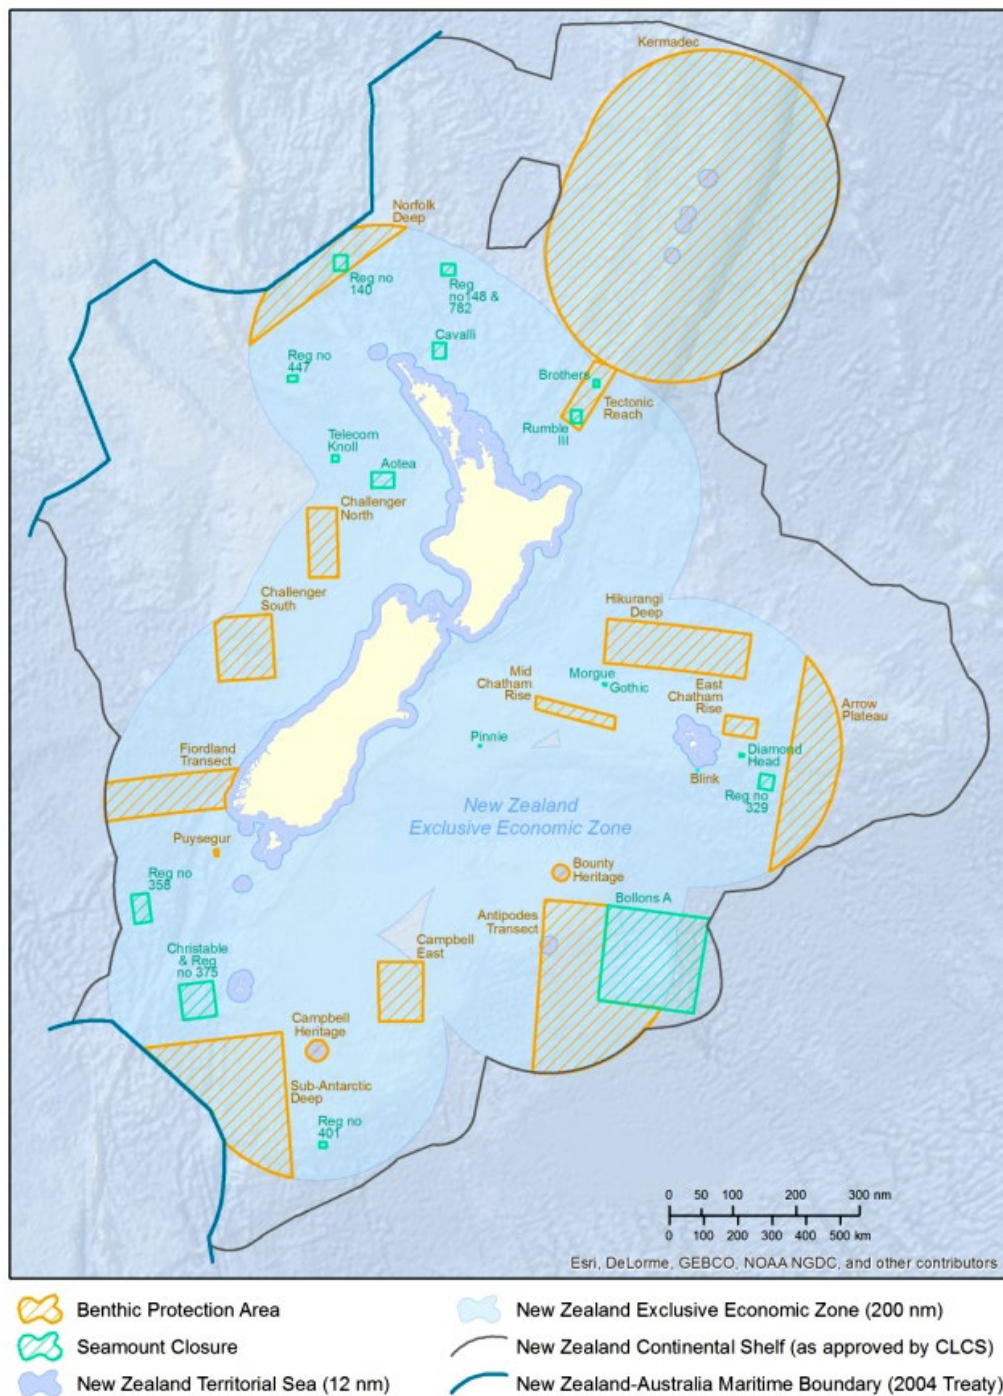 Kermadec
Norfolk
Deep
Reg no
140
Reg
no148 &
782
Cavalli
Reg no
447
Brothers
Tectonic
Reach
Rumble
III
Telecom
Knoll
Aotea
Challenger
North
Challenger
South
Hikurangi
Deep
Mid
Chatham
Rise
Morgue
Gothic
East
Chatham
Rise
Arrow
Plateau
Pinnie
Diamond
Head
Blink
Reg no
329
Fiordland
Transect
New Zealand
Exclusive Economic Zone
Puysegur
Reg no
358
Bounty
Heritage
Bollons A
Antipodes
Transect
Campbell
East
Christable
& Reg
no 375
Campbell
Heritage
Sub-Antarctic
Deep
Reg no
401
0 50 100 200 300 nm
0 100 200 300 400 500 km
Esri, DeLorme, GEBCO, NOAA NGDC, and other contributors
Benthic Protection Area
Seamount Closure
New Zealand Territorial Sea (12 nm)
New Zealand Exclusive Economic Zone (200 nm)
New Zealand Continental Shelf (as approved by CLCS)
New Zealand-Australia Maritime Boundary (2004 Treaty)